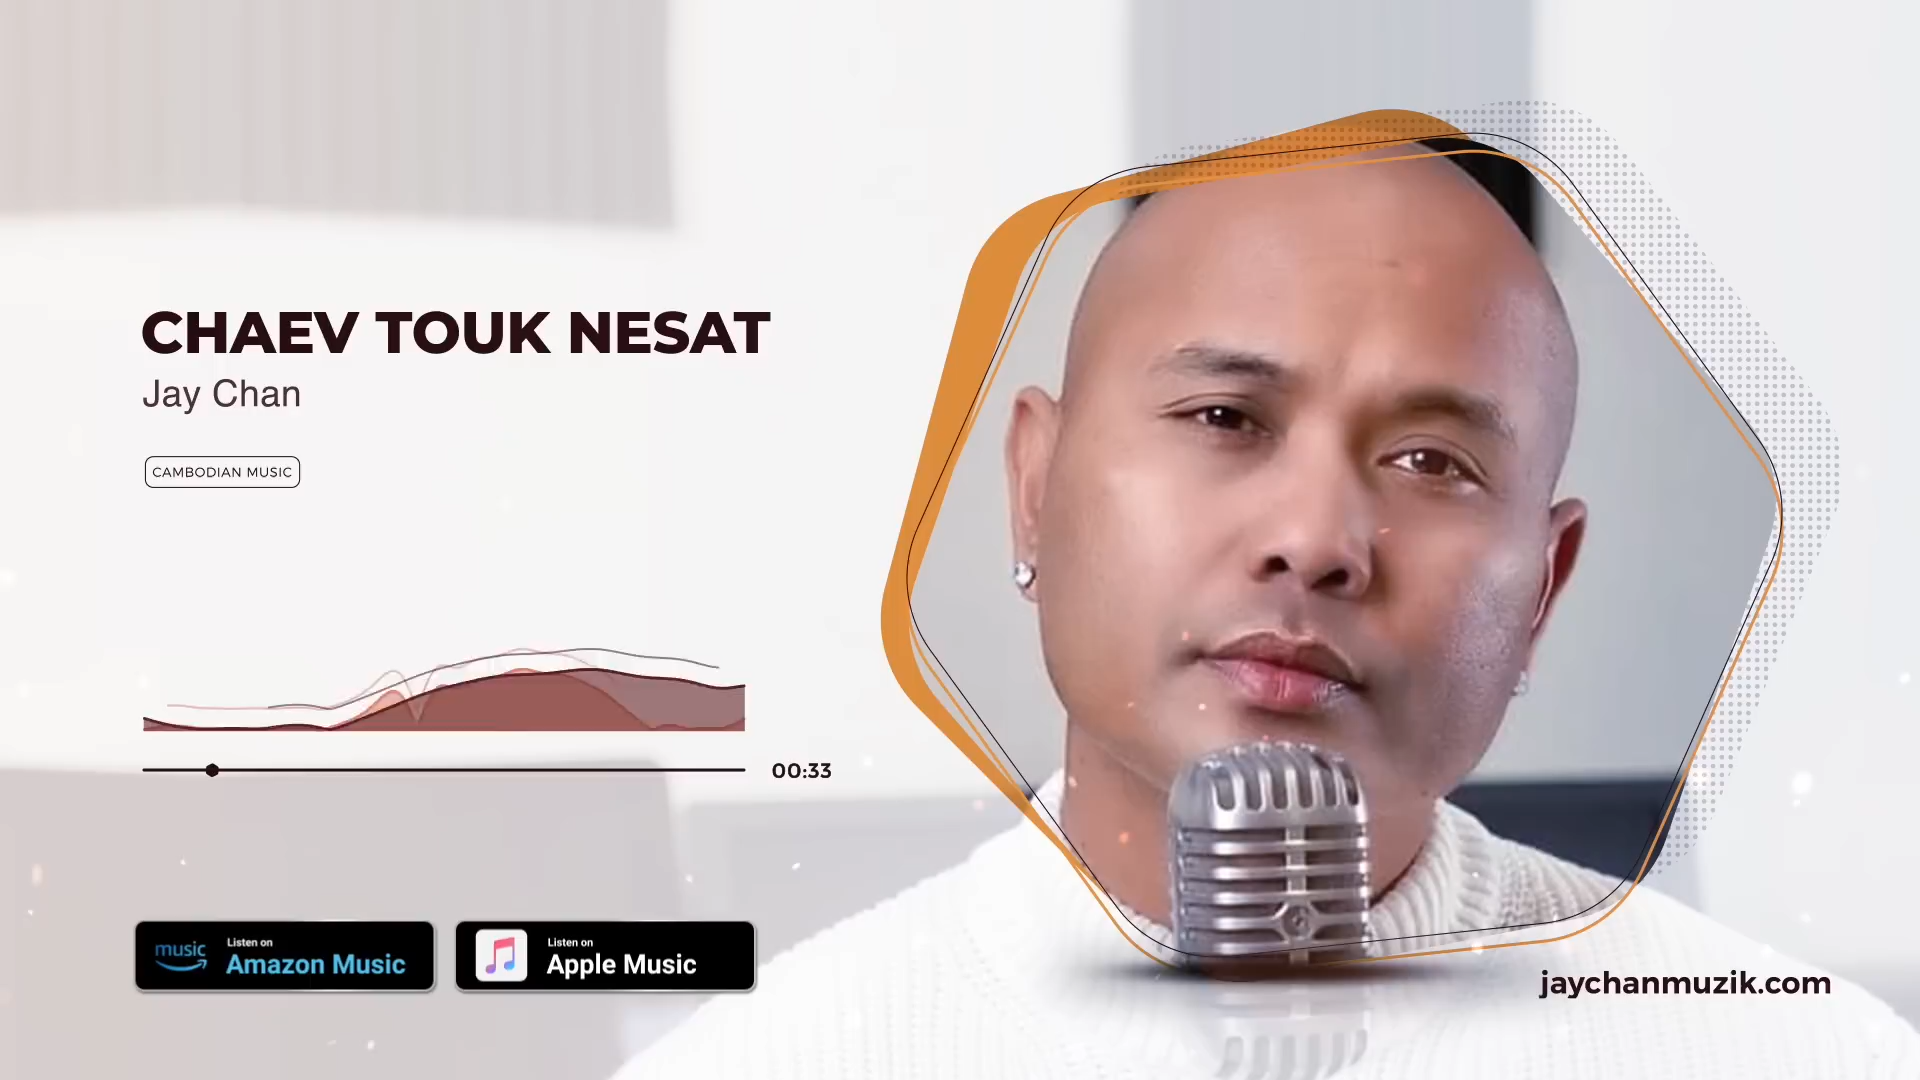 CHAEV TOUK NESAT
Jay Chan
CAMBODIAN MUSIC
00:33
music
Listen on
Amazon Music
Listen on
Apple Music
jaychanmuzik.com